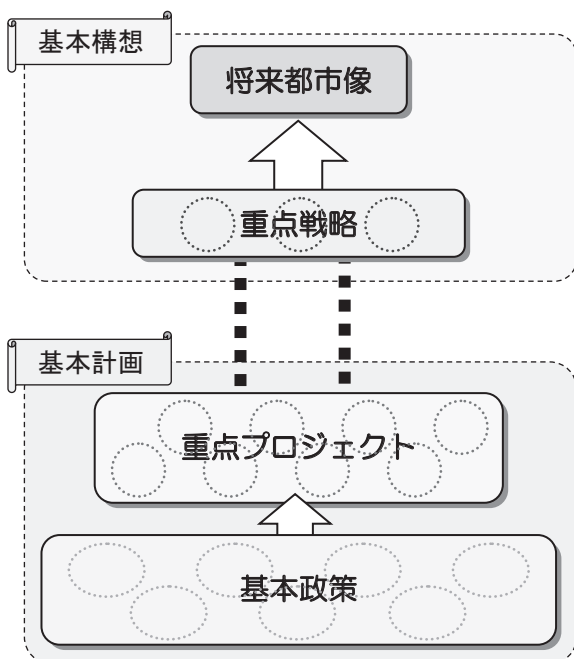 基本構想
将来都市像
重点戦略
基本計画
重点プロジェクト
基本政策